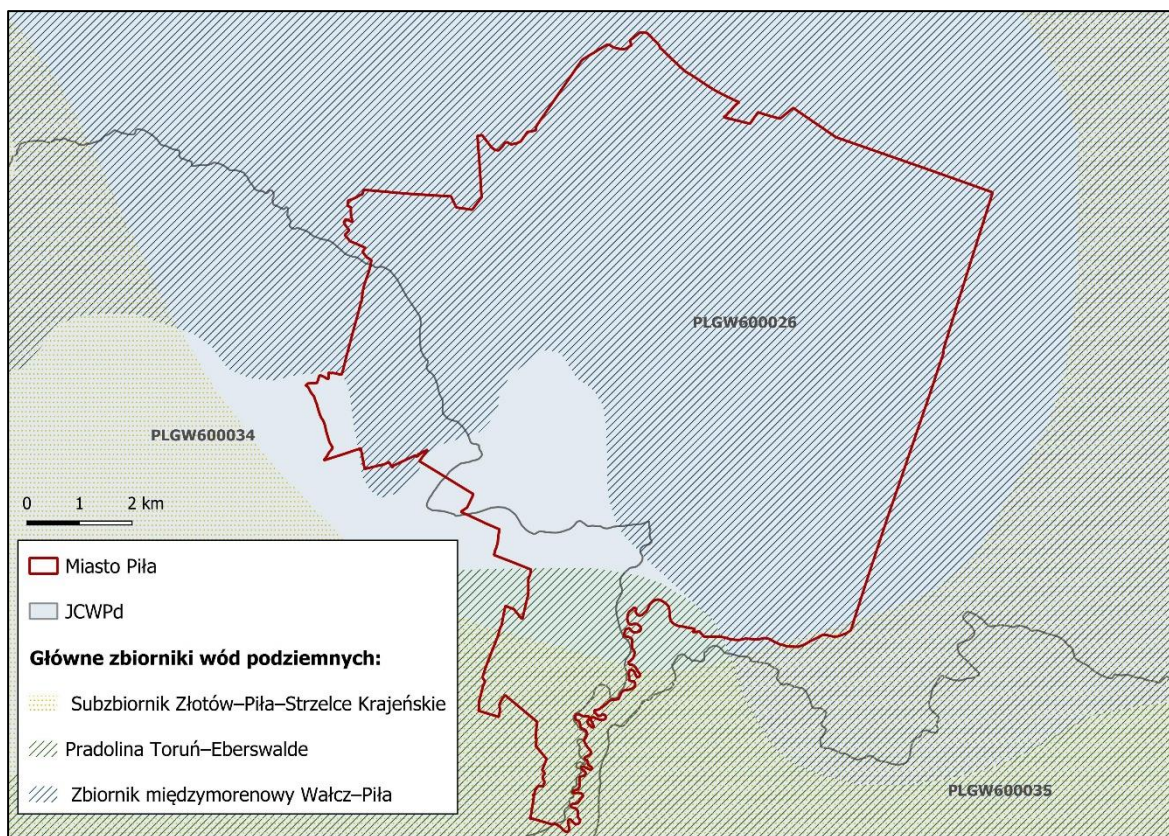 PLGW600026
PLGW600034
0 1 2 km
Miasto Piła
JCWPd
Główne zbiorniki wód podziemnych:
Subzbiornik Złotów–Piła–Strzelce Krajeńskie
Pradolina Toruń–Eberswalde
Zbiornik międzymorenowy Wałcz–Piła
PLGW600035